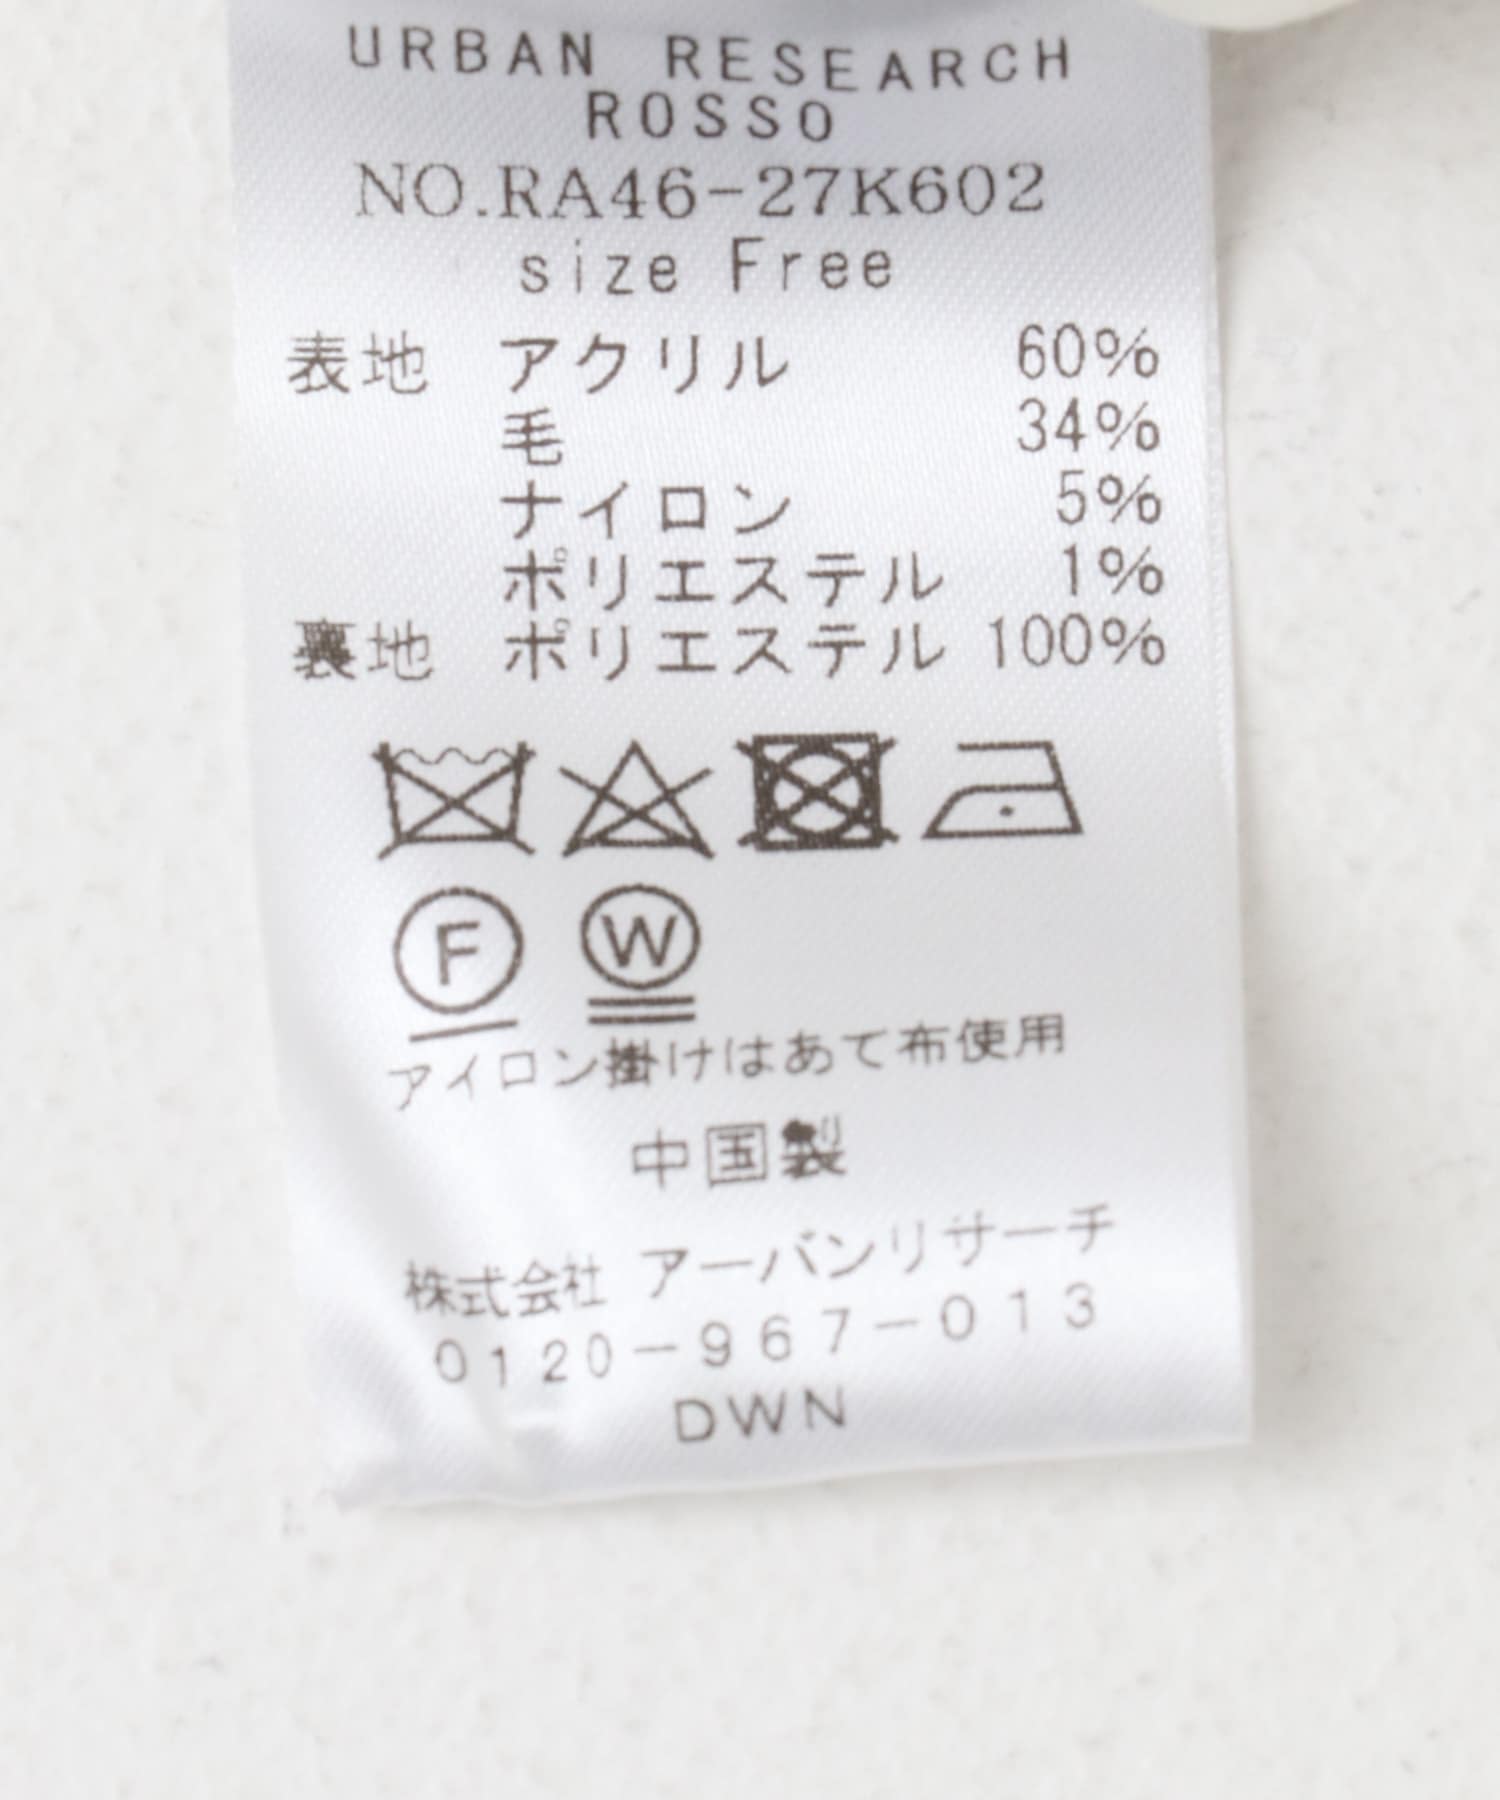 URBAN RESEARCH
ROSSO
NO.RA46-27K602
size Free
表地 アクリル 60%
毛 34%
ナイロン 5%
ポリエステル 1%
裏地 ポリエステル 100%
F W
アイロン掛けはあて布使用
中国製
株式会社 アーバンリサーチ
0120-967-013
DWN